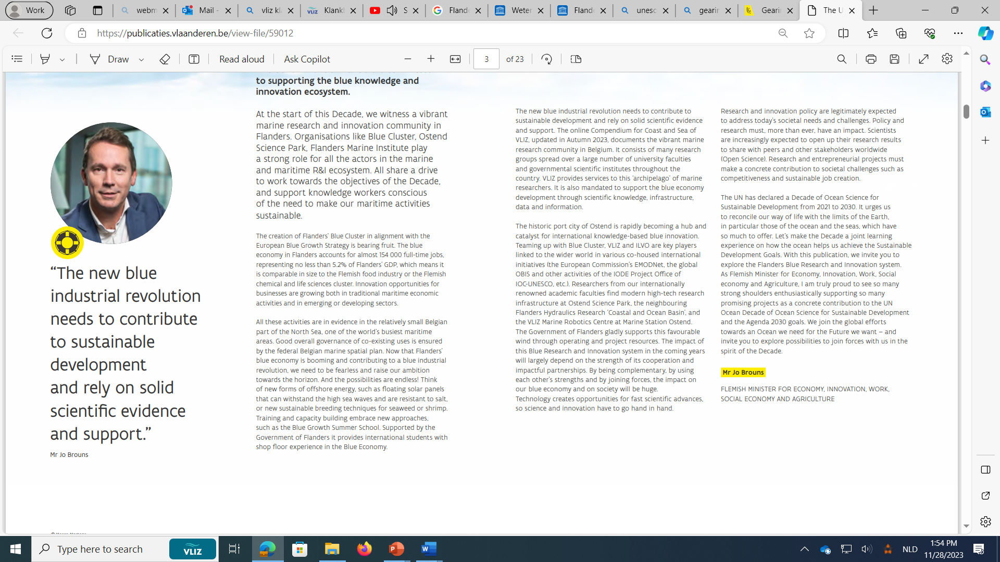 Work
webm
Mail -
vliz kl
Klankl
S
Flande
Weter
Flande
unesc
gearin
Gearin
The U
https://publicaties.vlaanderen.be/view-file/59012
Draw
Read aloud
Ask Copilot
3
of 23
to supporting the blue knowledge and
innovation ecosystem.
At the start of this Decade, we witness a vibrant
marine research and innovation community in
Flanders. Organisations like Blue Cluster, Ostend
Science Park, Flanders Marine Institute play
a strong role for all the actors in the marine
and maritime R&I ecosystem. All share a drive
to work towards the objectives of the Decade,
and support knowledge workers conscious
of the need to make our maritime activities
sustainable.
The creation of Flanders' Blue Cluster in alignment with the
European Blue Growth Strategy is bearing fruit. The blue
economy in Flanders accounts for almost 154 000 full-time jobs,
representing no less than 5.2% of Flanders' GDP, which means it
is comparable in size to the Flemish food industry or the Flemish
chemical and life sciences cluster. Innovation opportunities for
businesses are growing both in traditional maritime economic
activities and in emerging or developing sectors.
All these activities are in evidence in the relatively small Belgian
part of the North Sea, one of the world's busiest maritime
areas. Good overall governance of co-existing uses is ensured
by the federal Belgian marine spatial plan. Now that Flanders'
blue economy is booming and contributing to a blue industrial
revolution, we need to be fearless and raise our ambition
towards the horizon. And the possibilities are endless! Think
of new forms of offshore energy, such as floating solar panels
that can withstand the high sea waves and are resistant to salt,
or new sustainable breeding techniques for seaweed or shrimp.
Training and capacity building embrace new approaches,
such as the Blue Growth Summer School. Supported by the
Government of Flanders it provides international students with
shop floor experience in the Blue Economy.
“The new blue
industrial revolution
needs to contribute
to sustainable
development
and rely on solid
scientific evidence
and support.”
Mr Jo Brouns
The new blue industrial revolution needs to contribute to
sustainable development and rely on solid scientific evidence
and support. The online Compendium for Coast and Sea of
VLIZ, updated in Autumn 2023, documents the vibrant marine
research community in Belgium. It consists of many research
groups spread over a large number of university faculties
and governmental scientific institutes throughout the
country. VLIZ provides services to this 'archipelago' of marine
researchers. It is also mandated to support the blue economy
development through scientific knowledge, infrastructure,
data and information.
The historic port city of Ostend is rapidly becoming a hub and
catalyst for international knowledge-based blue innovation.
Teaming up with Blue Cluster, VLIZ and ILVO are key players
linked to the wider world in various co-housed international
initiatives (the European Commission's EMODNet, the global
OBIS and other activities of the IODE Project Office of
IOC-UNESCO, etc.). Researchers from our internationally
renowned academic faculties find modern high-tech research
infrastructure at Ostend Science Park, the neighbouring
Flanders Hydraulics Research 'Coastal and Ocean Basin', and
the VLIZ Marine Robotics Centre at Marine Station Ostend.
The Government of Flanders gladly supports this favourable
wind through operating and project resources. The impact of
this Blue Research and Innovation system in the coming years
will largely depend on the strength of its cooperation and
impactful partnerships. By being complementary, by using
each other's strengths and by joining forces, the impact on
our blue economy and on society will be huge.
Technology creates opportunities for fast scientific advances,
so science and innovation have to go hand in hand.
Research and innovation policy are legitimately expected
to address today's societal needs and challenges. Policy and
research must, more than ever, have an impact. Scientists
are increasingly expected to open up their research results
to share with peers and other stakeholders worldwide
(Open Science). Research and entrepreneurial projects must
make a concrete contribution to societal challenges such as
competitiveness and sustainable job creation.
The UN has declared a Decade of Ocean Science for
Sustainable Development from 2021 to 2030. It urges us
to reconcile our way of life with the limits of the Earth,
in particular those of the ocean and the seas, which have
so much to offer. Let's make the Decade a joint learning
experience on how the ocean helps us achieve the Sustainable
Development Goals. With this publication, we invite you to
explore the Flanders Blue Research and Innovation system.
As Flemish Minister for Economy, Innovation, Work, Social
economy and Agriculture, I am truly proud to see so many
strong shoulders enthusiastically supporting so many
promising projects as a concrete contribution to the UN
Ocean Decade of Ocean Science for Sustainable Development
and the Agenda 2030 goals. We join the global efforts
towards an Ocean we need for the Future we want – and
invite you to explore possibilities to join forces with us in the
spirit of the Decade.
Mr Jo Brouns
FLEMISH MINISTER FOR ECONOMY, INNOVATION, WORK,
SOCIAL ECONOMY AND AGRICULTURE
Type here to search
VLIZ
NLD
1:54 PM
11/28/2023